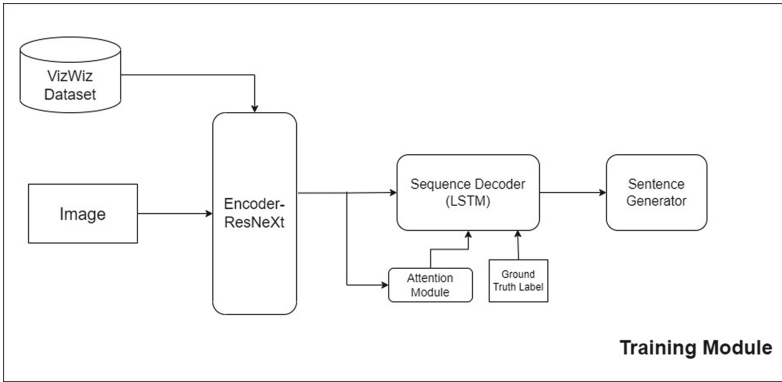 VizWiz
Dataset
Image
Encoder-
ResNeXt
Sequence Decoder
(LSTM)
Attention
Module
Ground
Truth Label
Sentence
Generator
Training Module